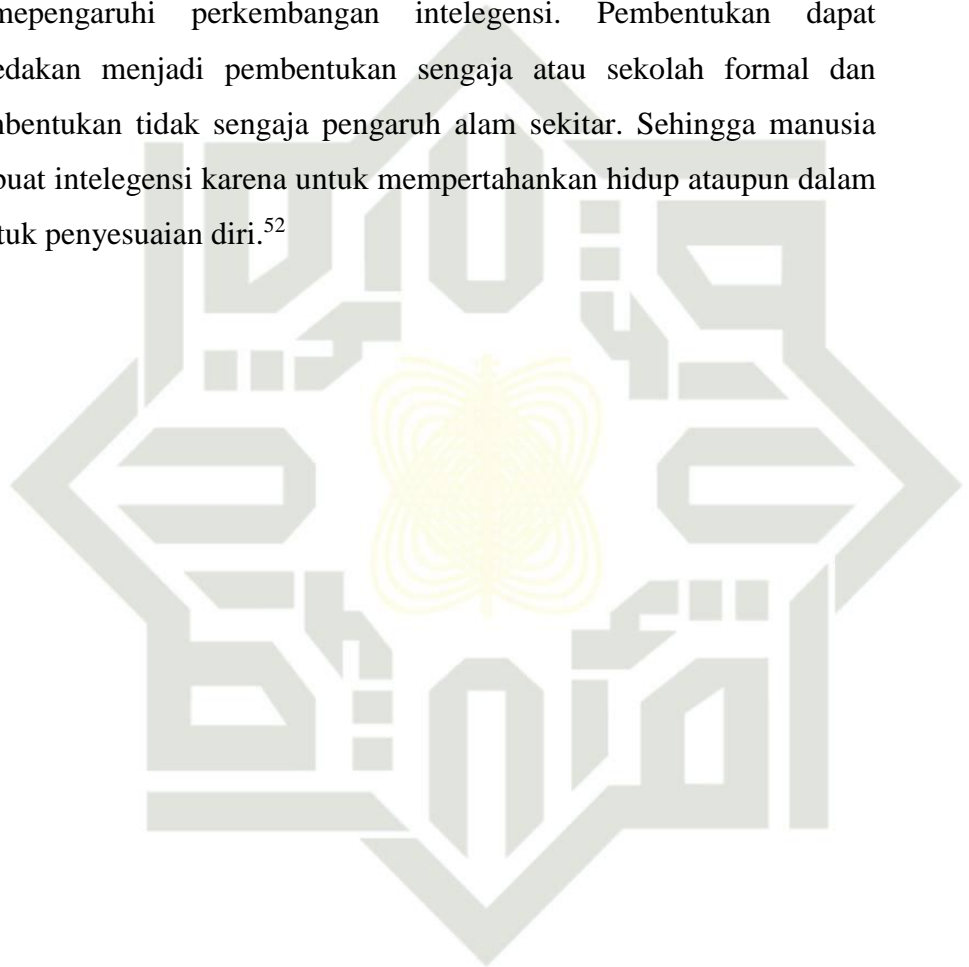 mepengaruhi perkembangan intelegensi. Pembentukan dapat
edakan menjadi pembentukan sengaja atau sekolah formal dan
nbentukan tidak sengaja pengaruh alam sekitar. Sehingga manusia
buat intelegensi karena untuk mempertahankan hidup ataupun dalam
tuk penyesuaian diri.52